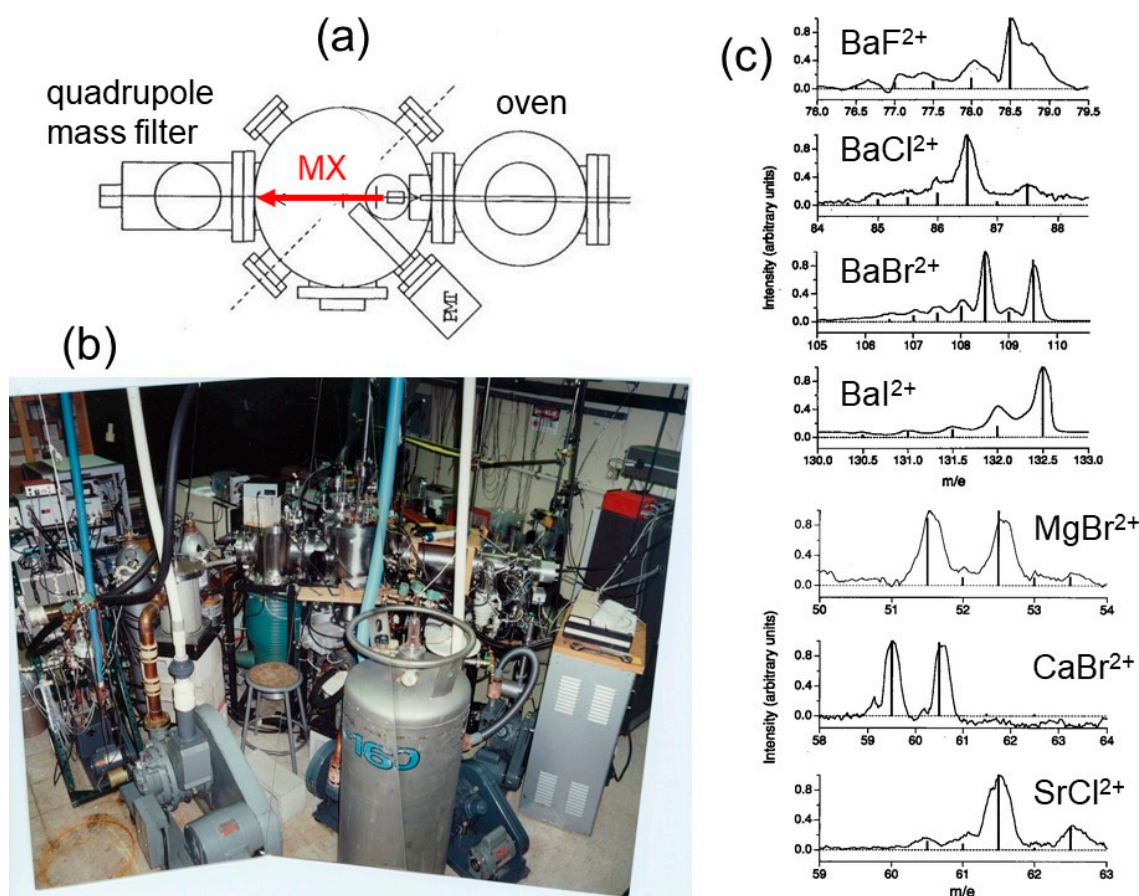 (a)
quadrupole
mass filter
oven
MX
PMT
(b)
160
(c)
BaF²⁺
0.8
0.4
0.0
76.0 76.5 77.0 77.5 78.0 78.5 79.0 79.5
BaCl²⁺
0.8
0.4
0.0
84 85 86 87 88
Intensity (arbitrary units)
BaBr²⁺
0.8
0.4
0.0
105 106 107 108 109 110
BaI²⁺
0.8
0.4
0.0
130.0 130.5 131.0 131.5 132.0 132.5 133.0
m/e
MgBr²⁺
0.8
0.4
0.0
50 51 52 53 54
Intensity (arbitrary units)
CaBr²⁺
0.8
0.4
0.0
58 59 60 61 62 63 64
SrCl²⁺
0.8
0.4
0.0
59 60 61 62 63
m/e